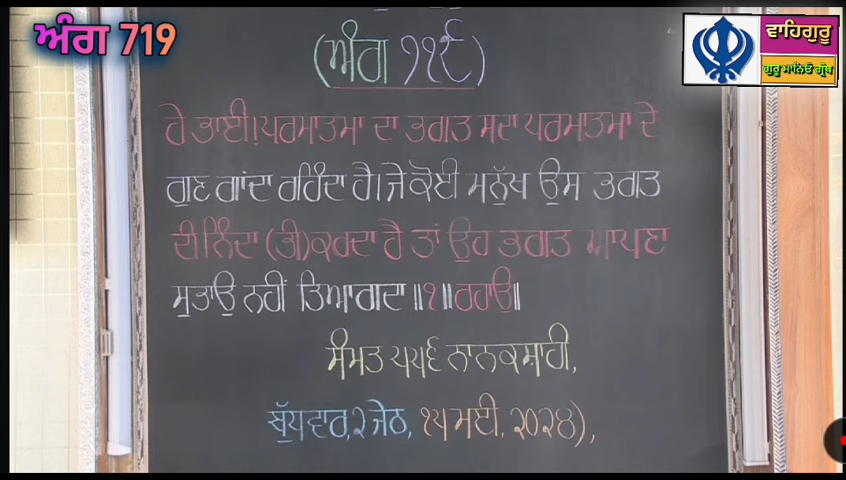 ਅੰਗ 719
ਵਾਹਿਗੁਰੂ
ਗੁਰੂ ਮਾਨਿਓ ਗ੍ਰੰਥ
(ਅੰਗ ੭੧੯)
ਹੇ ਭਾਈ! ਪਰਮਾਤਮਾ ਦਾ ਭਗਤ ਸਦਾ ਪਰਮਾਤਮਾ ਦੇ
ਗੁਣ ਗਾਂਦਾ ਰਹਿੰਦਾ ਹੈ। ਜੇ ਕੋਈ ਮਨੁੱਖ ਉਸ ਭਗਤ
ਦੀ ਨਿੰਦਾ (ਭੀ) ਕਰਦਾ ਹੈ ਤਾਂ ਉਹ ਭਗਤ ਆਪਣਾ
ਸੁਭਾਉ ਨਹੀਂ ਤਿਆਗਦਾ ॥੧॥ ਰਹਾਉ॥
ਸੰਮਤ ੫੫੬ ਨਾਨਕਸ਼ਾਹੀ,
ਬੁੱਧਵਾਰ, ੨ ਜੇਠ, ੧੫ ਮਈ, ੨੦੨੪),